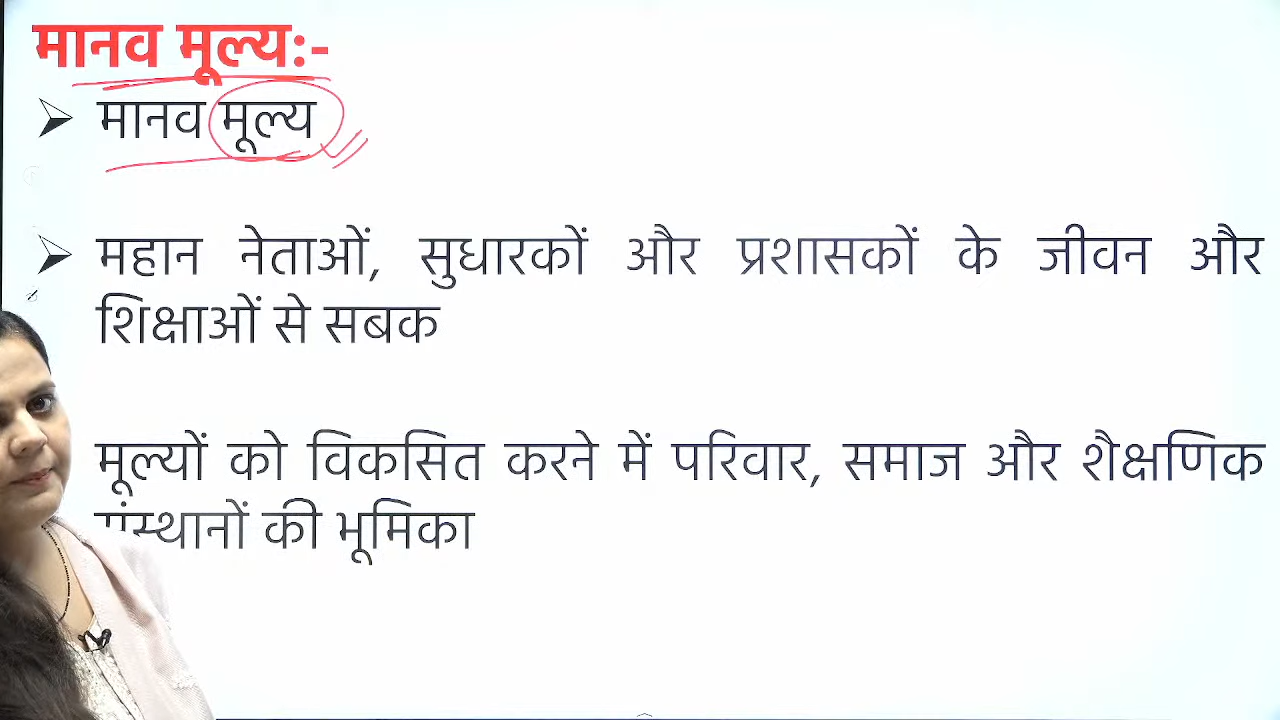 मानव मूल्य:-
मानव मूल्य
महान नेताओं, सुधारकों और प्रशासकों के जीवन और
शिक्षाओं से सबक
मूल्यों को विकसित करने में परिवार, समाज और शैक्षणिक
की भूमिका